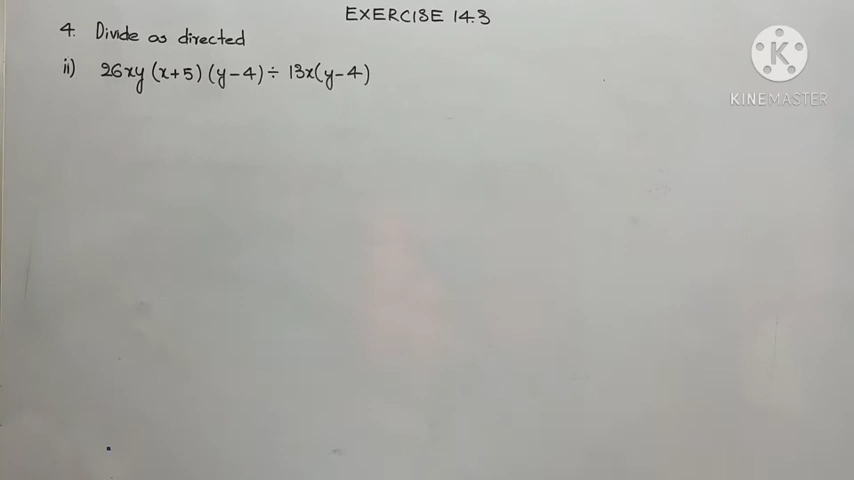 EXERCISE 14.3
4. Divide as directed
ii) 26xy (x+5) (y-4) ÷ 13x(y-4)
KINEMASTER